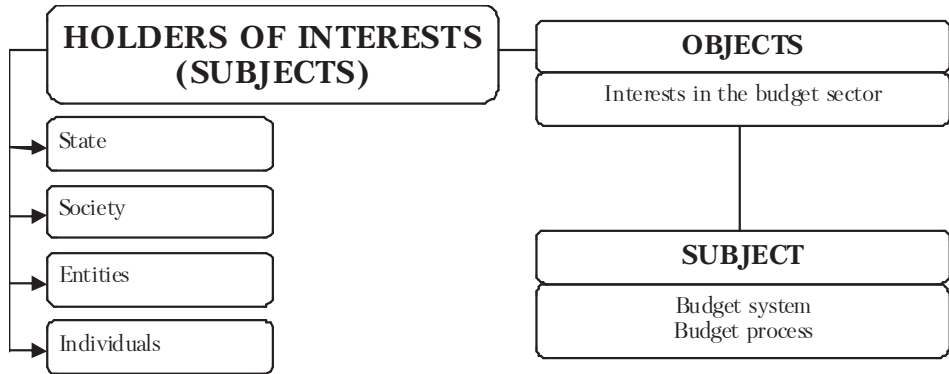 HOLDERS OF INTERESTS
(SUBJECTS)
State
Society
Entities
Individuals
OBJECTS
Interests in the budget sector
SUBJECT
Budget system
Budget process